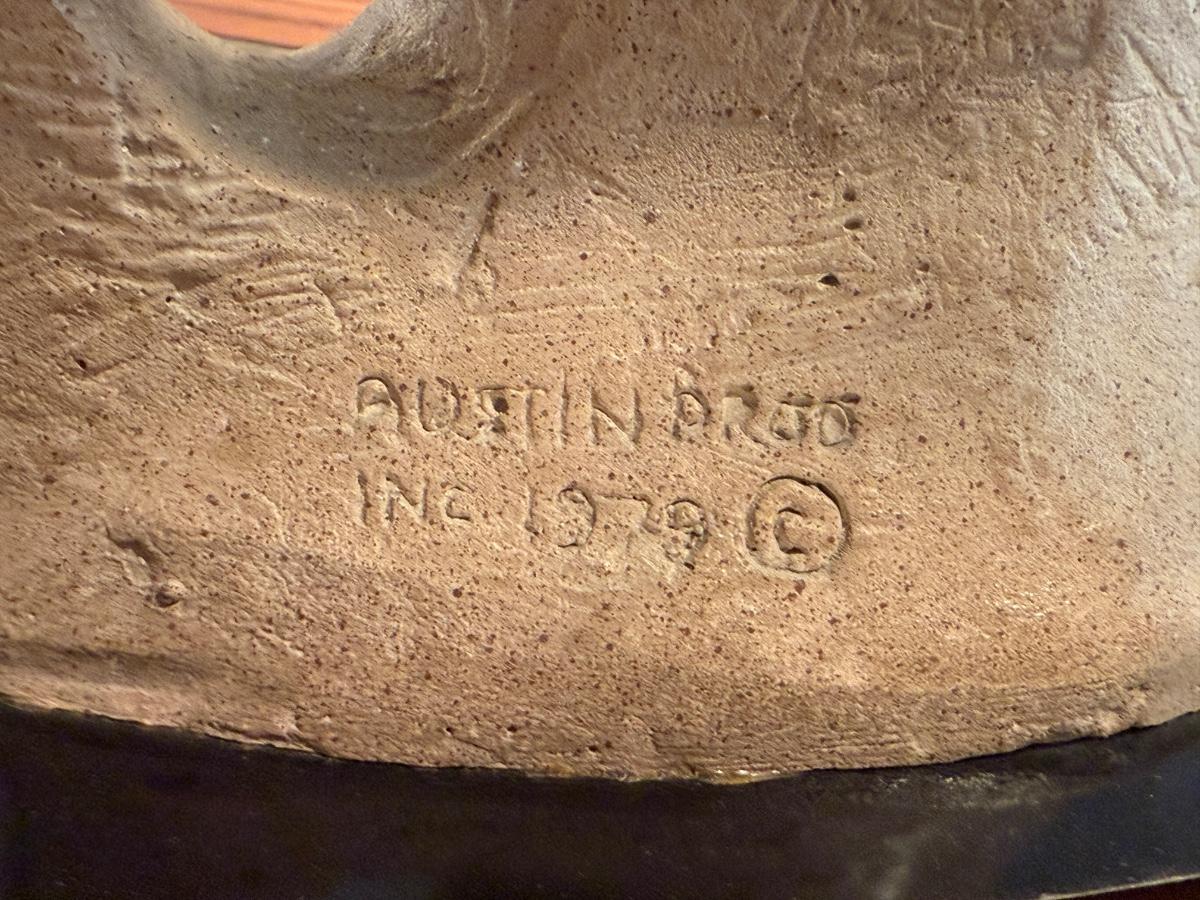 AUSTIN PROD
INC 1979 ©